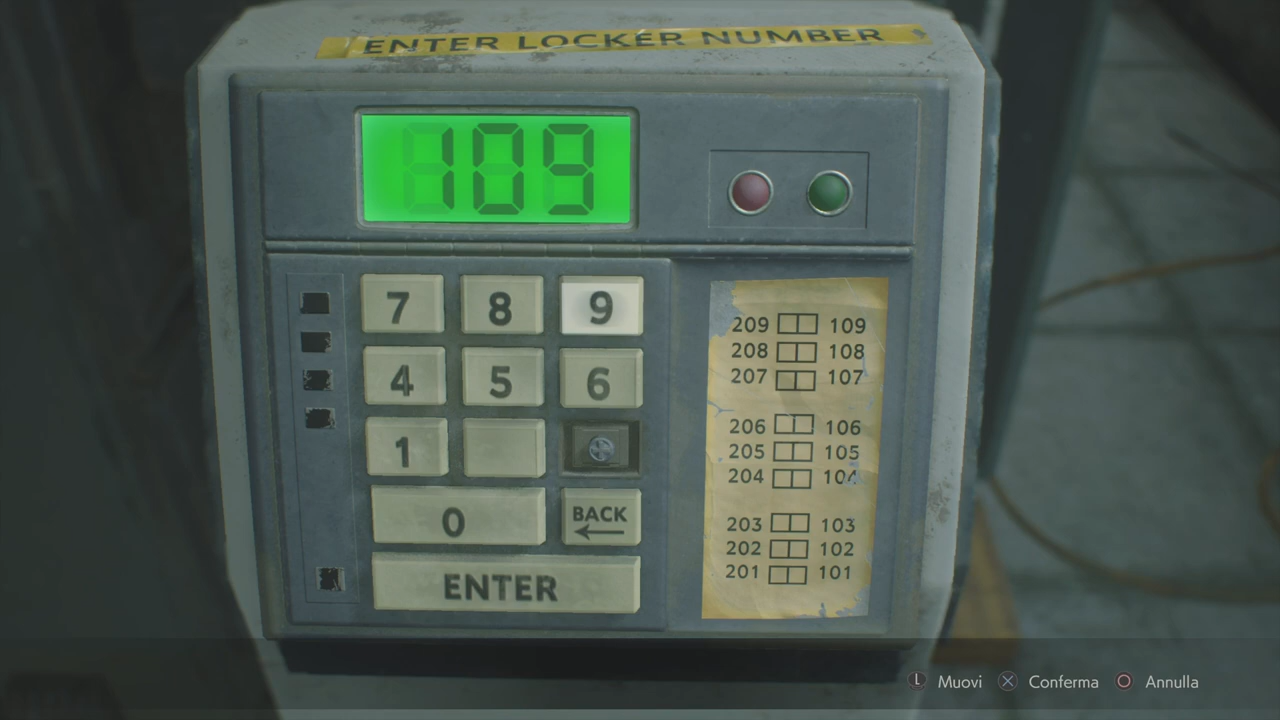 ENTER LOCKER NUMBER
109
7 8 9
4 5 6
1
0 BACK
ENTER
209 109
208 108
207 107
206 106
205 105
204 104
203 103
202 102
201 101
L Muovi X Conferma O Annulla